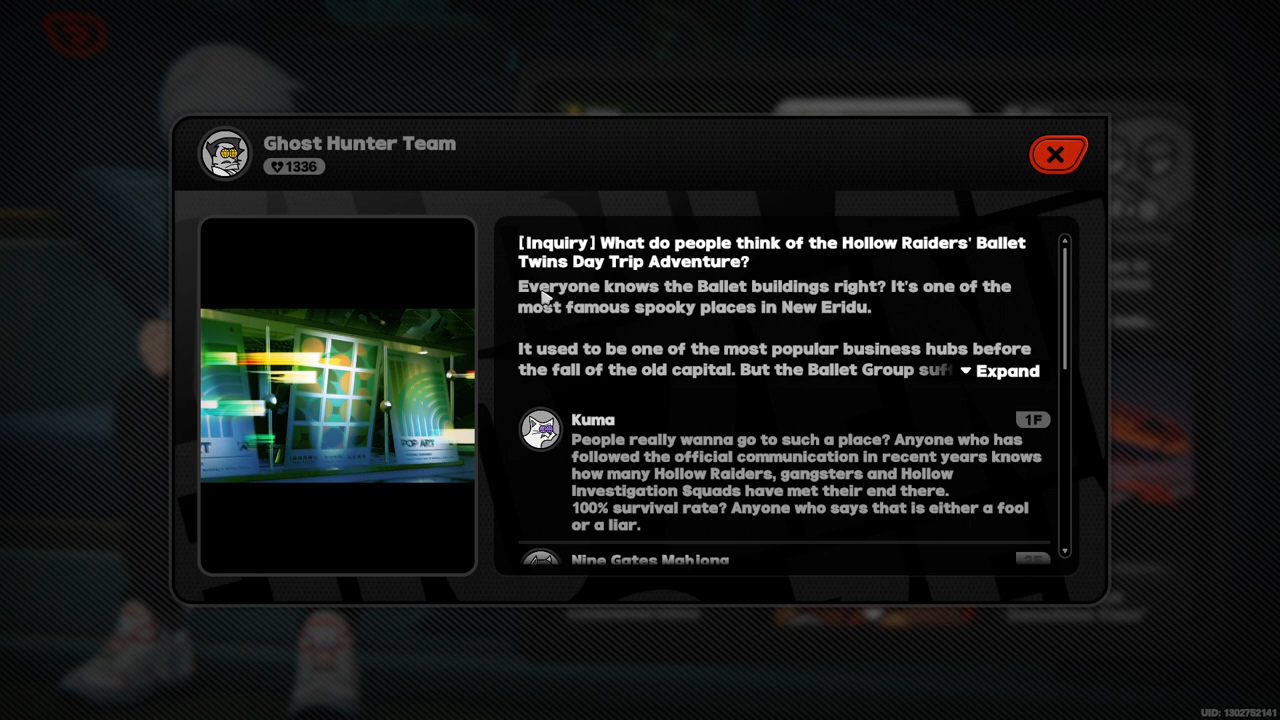 Ghost Hunter Team
1336
[Inquiry] What do people think of the Hollow Raiders' Ballet
Twins Day Trip Adventure?
Everyone knows the Ballet buildings right? It's one of the
most famous spooky places in New Eridu.
It used to be one of the most popular business hubs before
the fall of the old capital. But the Ballet Group suf
Expand
Kuma
1F
People really wanna go to such a place? Anyone who has
followed the official communication in recent years knows
how many Hollow Raiders, gangsters and Hollow
Investigation Squads have met their end there.
100% survival rate? Anyone who says that is either a fool
or a liar.
Nine Gates Mahjong
2F
POP ART
UID: 1302752141